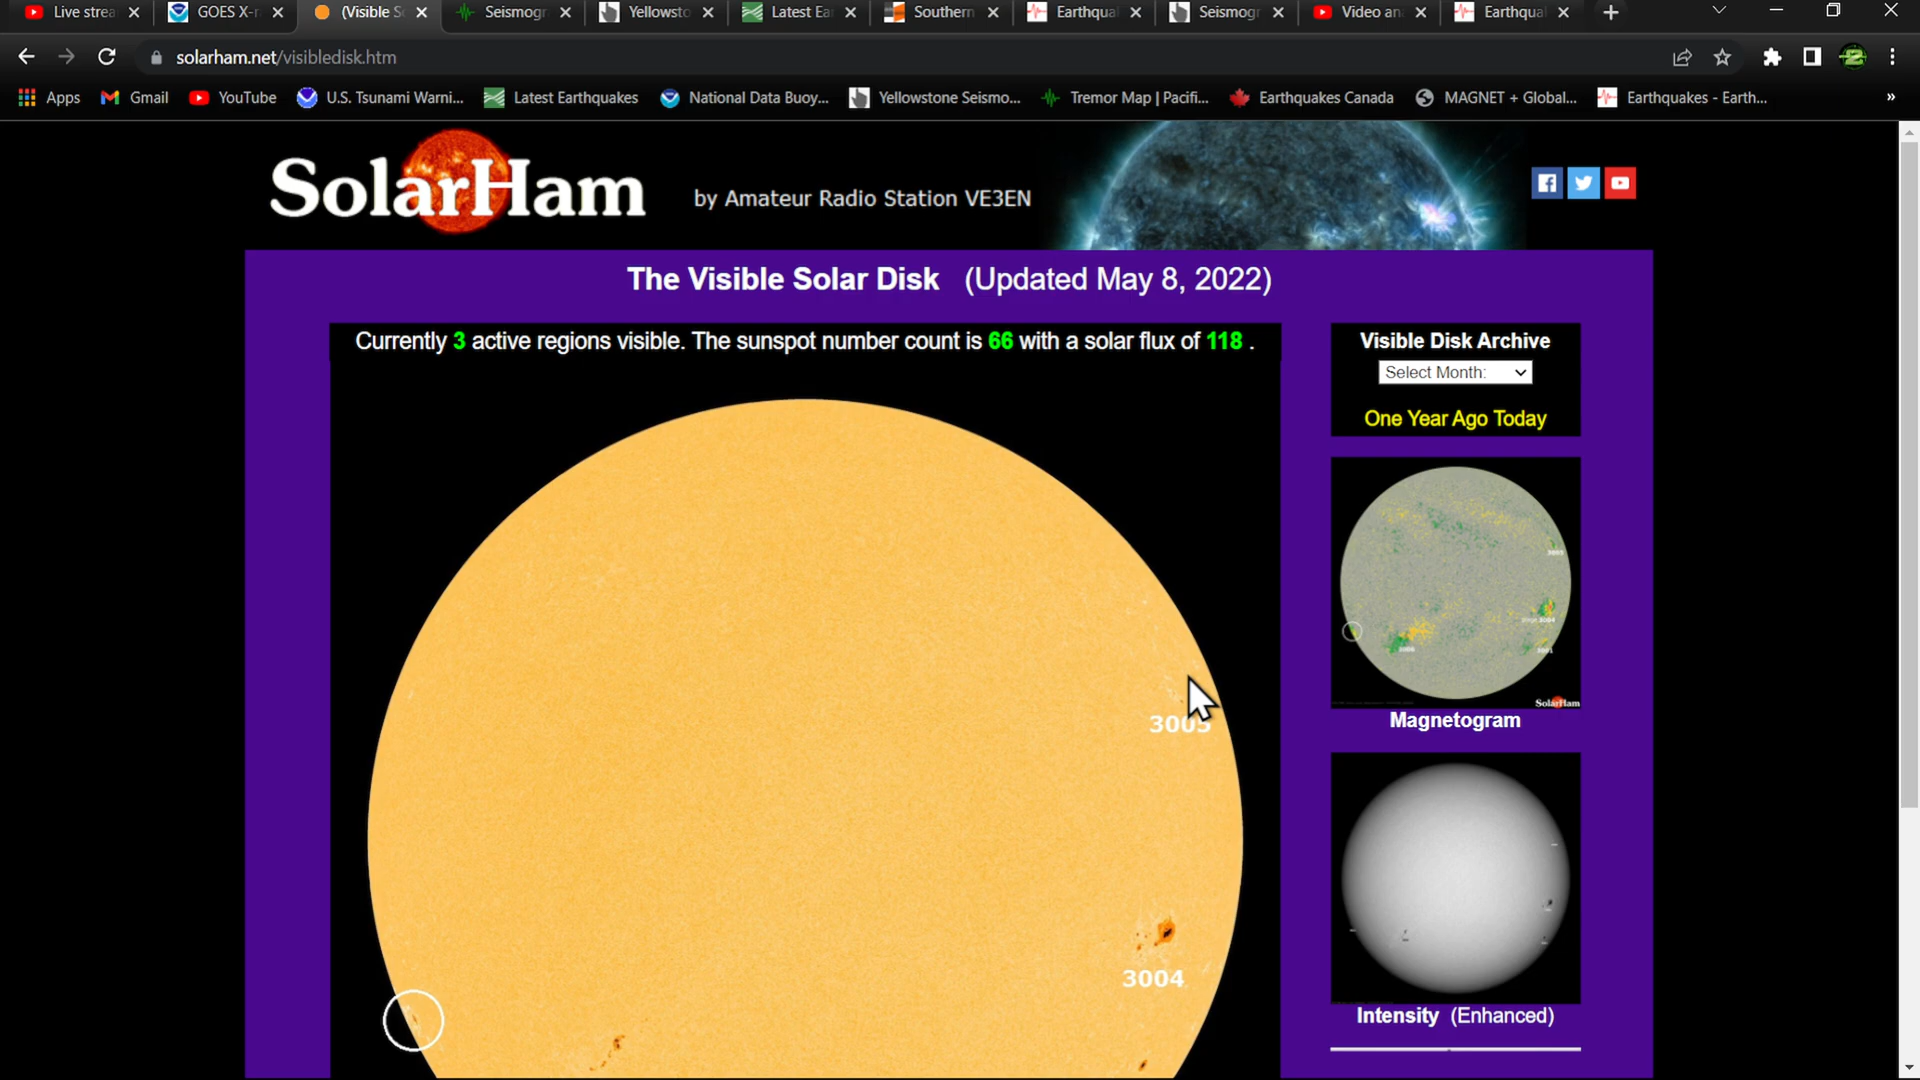 Live strea
GOES X-r
(Visible S
Seismogr
Yellowsto
Latest Ea
Southern
Earthqua
Seismogr
Video an
Earthqua
solarham.net/visibledisk.htm
Apps
Gmail
YouTube
U.S. Tsunami Warni...
Latest Earthquakes
National Data Buoy...
Yellowstone Seismo...
Tremor Map | Pacifi...
Earthquakes Canada
MAGNET + Global...
Earthquakes - Earth...
»
SolarHam
by Amateur Radio Station VE3EN
The Visible Solar Disk (Updated May 8, 2022)
Currently 3 active regions visible. The sunspot number count is 66 with a solar flux of 118 .
Visible Disk Archive
Select Month:
One Year Ago Today
3005
3004
SolarHam
Magnetogram
Intensity (Enhanced)